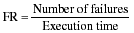 FR = Number of failures
Execution time